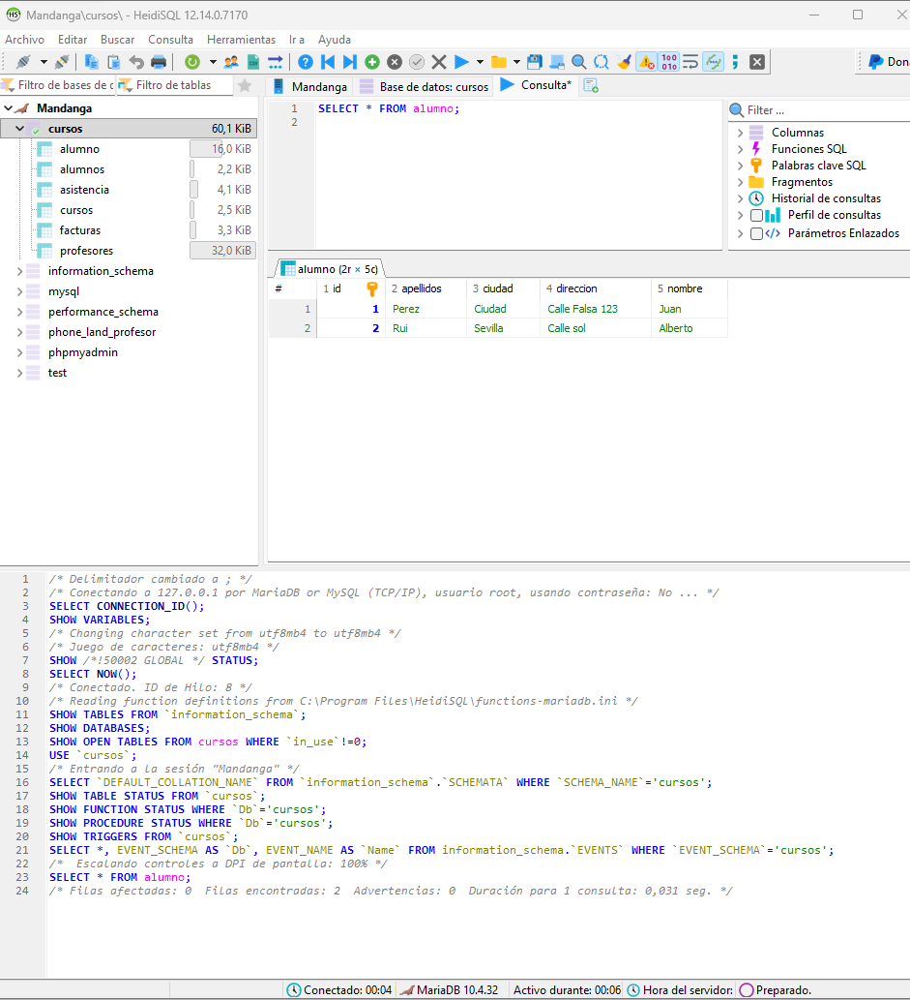 HS Mandanga\cursos\ - HeidiSQL 12.14.0.7170
Archivo Editar Buscar Consulta Herramientas Ir a Ayuda
Don
Filtro de bases de d Filtro de tablas
Mandanga Base de datos: cursos Consulta*
Mandanga
cursos 60,1 KiB
alumno 16,0 KiB
alumnos 2,2 KiB
asistencia 4,1 KiB
cursos 2,5 KiB
facturas 3,3 KiB
profesores 32,0 KiB
information_schema
mysql
performance_schema
phone_land_profesor
phpmyadmin
test
1 SELECT * FROM alumno;
2
Filter ...
Columnas
Funciones SQL
Palabras clave SQL
Fragmentos
Historial de consultas
Perfil de consultas
Parámetros Enlazados
alumno (2r × 5c)
# 1 id 2 apellidos 3 ciudad 4 direccion 5 nombre
1 1 Perez Ciudad Calle Falsa 123 Juan
2 2 Rui Sevilla Calle sol Alberto
1 /* Delimitador cambiado a ; */
2 /* Conectando a 127.0.0.1 por MariaDB or MySQL (TCP/IP), usuario root, usando contraseña: No ... */
3 SELECT CONNECTION_ID();
4 SHOW VARIABLES;
5 /* Changing character set from utf8mb4 to utf8mb4 */
6 /* Juego de caracteres: utf8mb4 */
7 SHOW /*!50002 GLOBAL */ STATUS;
8 SELECT NOW();
9 /* Conectado. ID de Hilo: 8 */
10 /* Reading function definitions from C:\Program Files\HeidiSQL\functions-mariadb.ini */
11 SHOW TABLES FROM `information_schema`;
12 SHOW DATABASES;
13 SHOW OPEN TABLES FROM cursos WHERE `in_use`!=0;
14 USE `cursos`;
15 /* Entrando a la sesión "Mandanga" */
16 SELECT `DEFAULT_COLLATION_NAME` FROM `information_schema`.`SCHEMATA` WHERE `SCHEMA_NAME`='cursos';
17 SHOW TABLE STATUS FROM `cursos`;
18 SHOW FUNCTION STATUS WHERE `Db`='cursos';
19 SHOW PROCEDURE STATUS WHERE `Db`='cursos';
20 SHOW TRIGGERS FROM `cursos`;
21 SELECT *, EVENT_SCHEMA AS `Db`, EVENT_NAME AS `Name` FROM information_schema.`EVENTS` WHERE `EVENT_SCHEMA`='cursos';
22 /*  Escalando controles a DPI de pantalla: 100% */
23 SELECT * FROM alumno;
24 /* Filas afectadas: 0  Filas encontradas: 2  Advertencias: 0  Duración para 1 consulta: 0,031 seg. */
Conectado: 00:04 MariaDB 10.4.32 Activo durante: 00:06 Hora del servidor: Preparado.